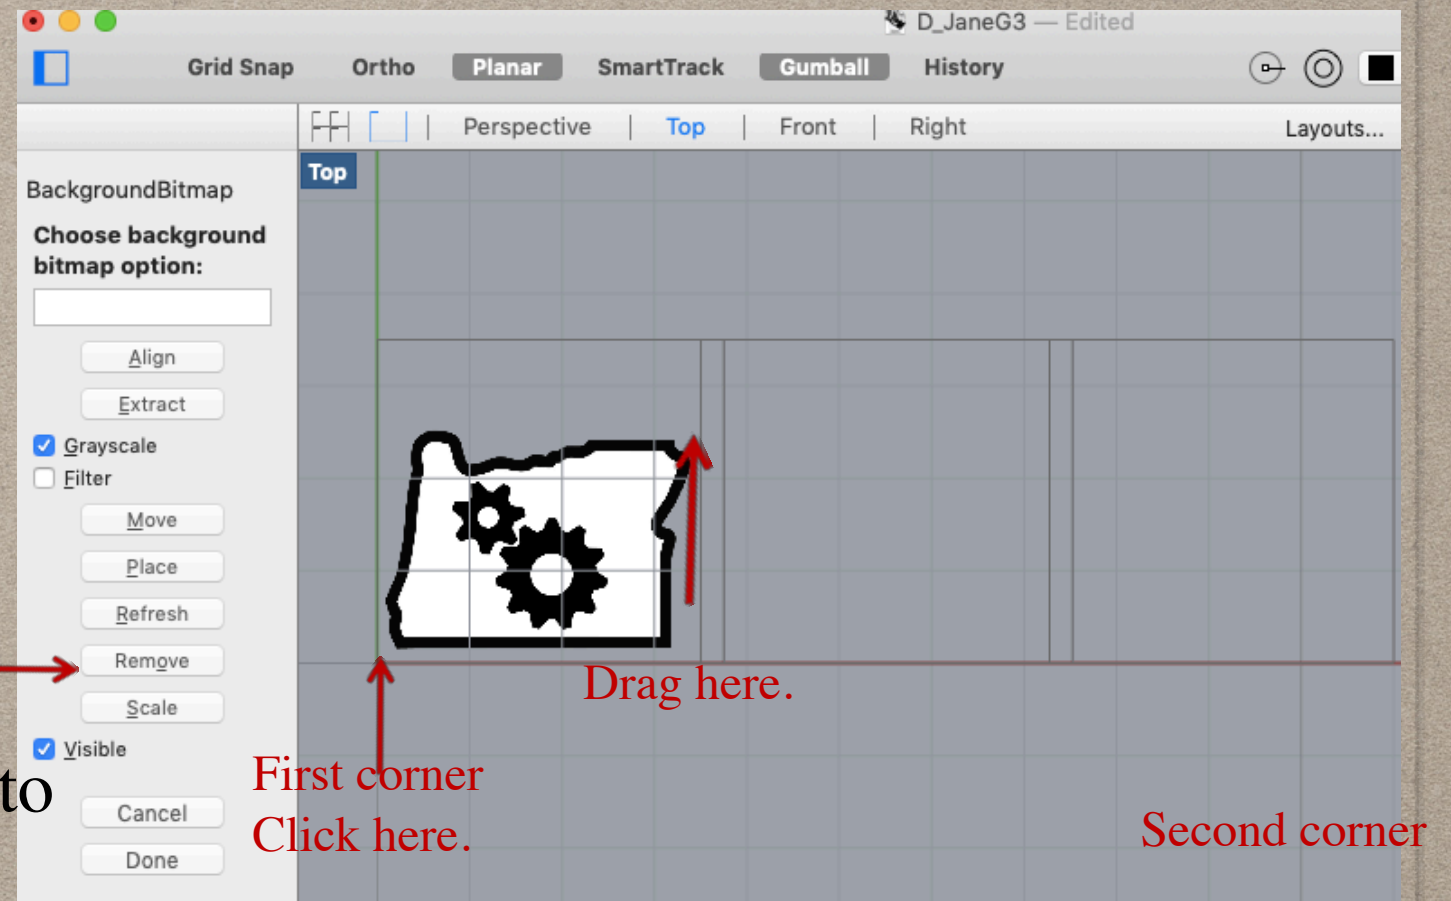 D_JaneG3 — Edited
Grid Snap Ortho Planar SmartTrack Gumball History
Perspective | Top | Front | Right Layouts...
Top
BackgroundBitmap
Choose background
bitmap option:
Align
Extract
Grayscale
Filter
Move
Place
Refresh
Remove
Scale
Visible
Cancel
Done
to
Drag here.
First corner
Click here.
Second corner